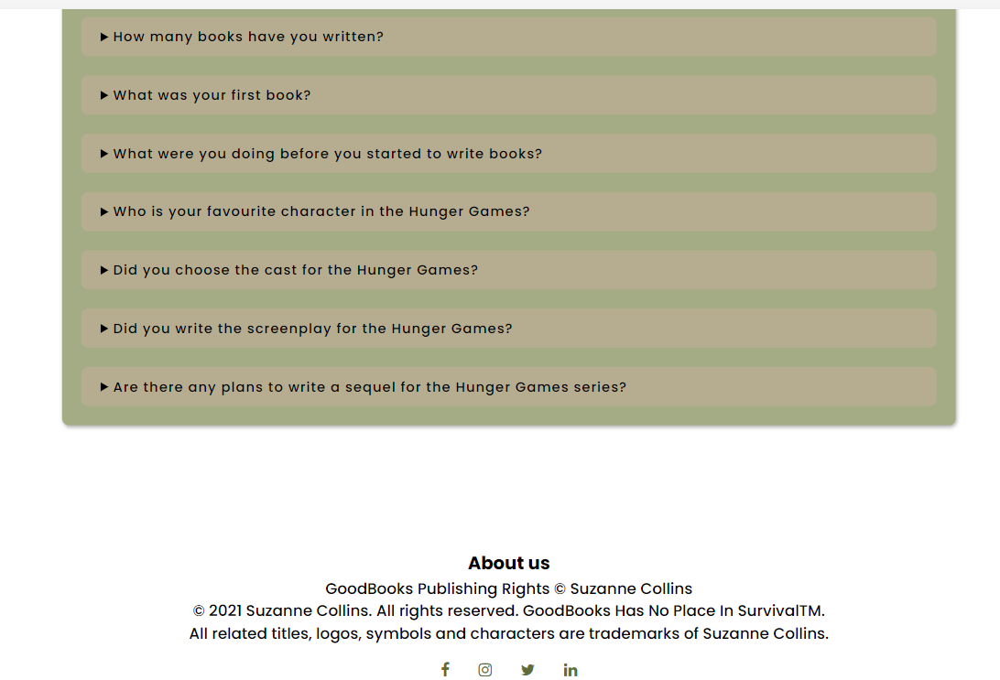 How many books have you written?
What was your first book?
What were you doing before you started to write books?
Who is your favourite character in the Hunger Games?
Did you choose the cast for the Hunger Games?
Did you write the screenplay for the Hunger Games?
Are there any plans to write a sequel for the Hunger Games series?
About us
GoodBooks Publishing Rights © Suzanne Collins
© 2021 Suzanne Collins. All rights reserved. GoodBooks Has No Place In SurvivalTM.
All related titles, logos, symbols and characters are trademarks of Suzanne Collins.